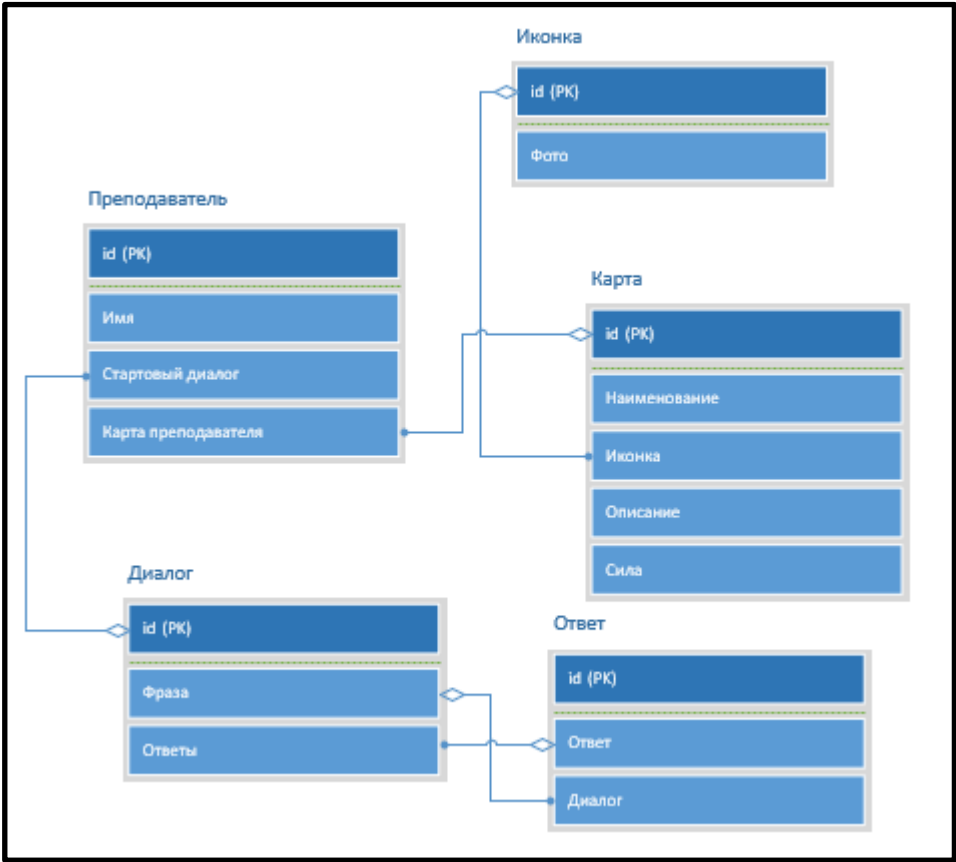 Иконка
id (PK)
Фото
Преподаватель
id (PK)
Имя
Стартовый диалог
Карта преподавателя
Карта
id (PK)
Наименование
Иконка
Описание
Сила
Диалог
id (PK)
Фраза
Ответы
Ответ
id (PK)
Ответ
Диалог